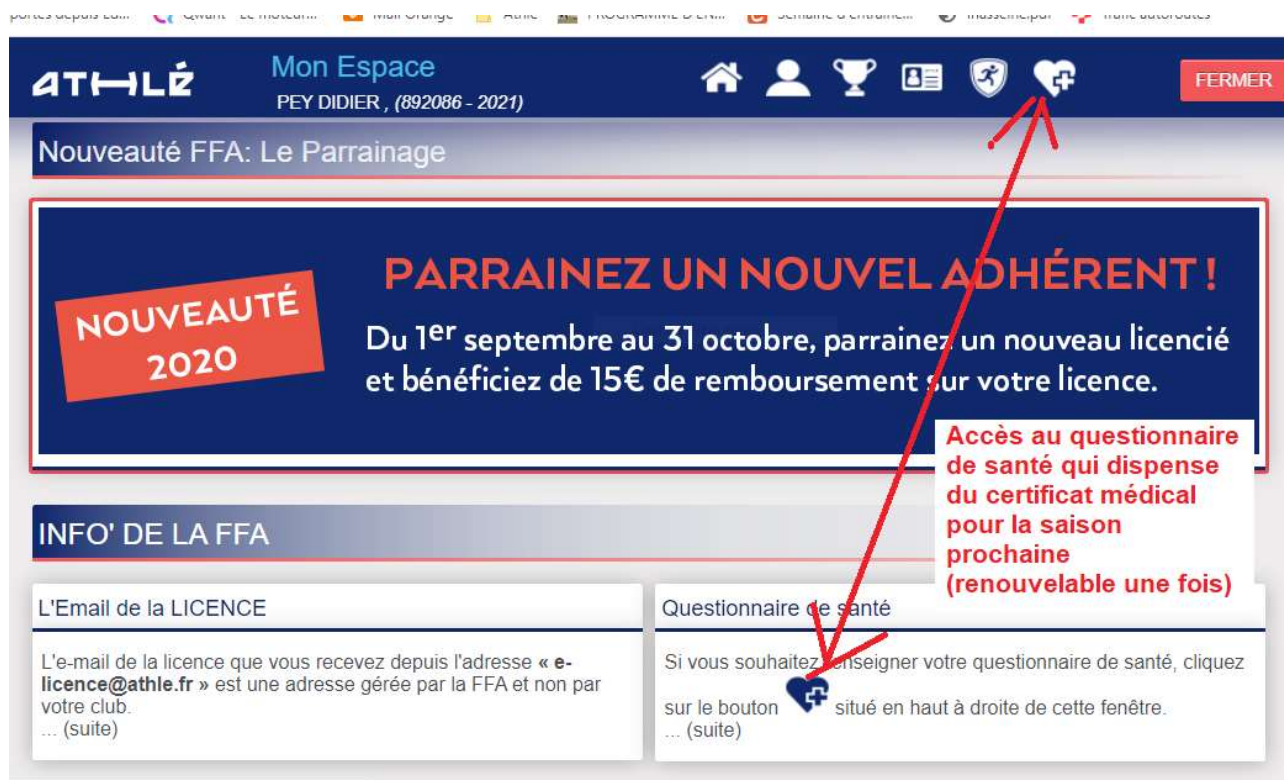 Mail Orange
ATHLÉ
Mon Espace
PEY DIDIER , (892086 - 2021)
FERMER
Nouveauté FFA: Le Parrainage
NOUVEAUTÉ
2020
PARRAINEZ UN NOUVEL ADHÉRENT !
Du 1er septembre au 31 octobre, parrainez un nouveau licencié
et bénéficiez de 15€ de remboursement sur votre licence.
Accès au questionnaire
de santé qui dispense
du certificat médical
pour la saison
prochaine
(renouvelable une fois)
INFO' DE LA FFA
L'Email de la LICENCE
L'e-mail de la licence que vous recevez depuis l'adresse « e-
licence@athle.fr » est une adresse gérée par la FFA et non par
votre club.
... (suite)
Questionnaire de santé
Si vous souhaitez renseigner votre questionnaire de santé, cliquez
sur le bouton situé en haut à droite de cette fenêtre.
... (suite)